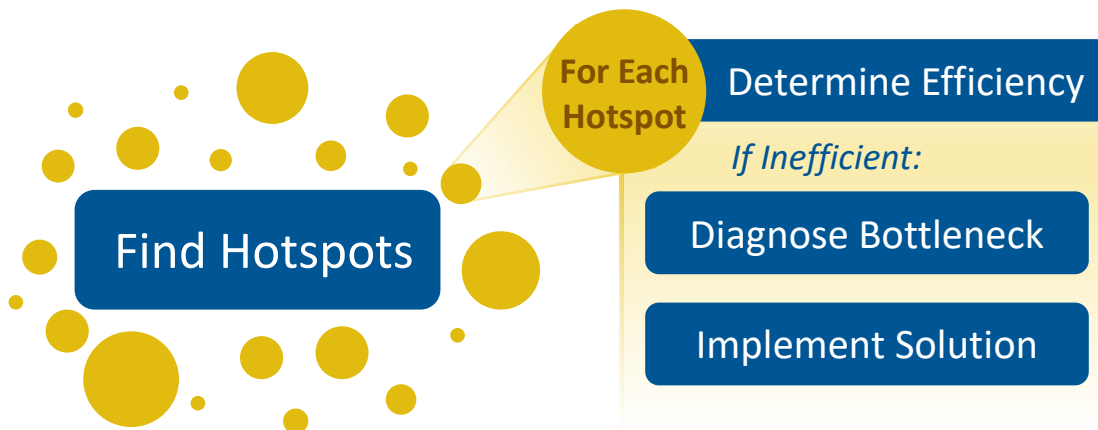 Find Hotspots
For Each
Hotspot
Determine Efficiency
If Inefficient:
Diagnose Bottleneck
Implement Solution